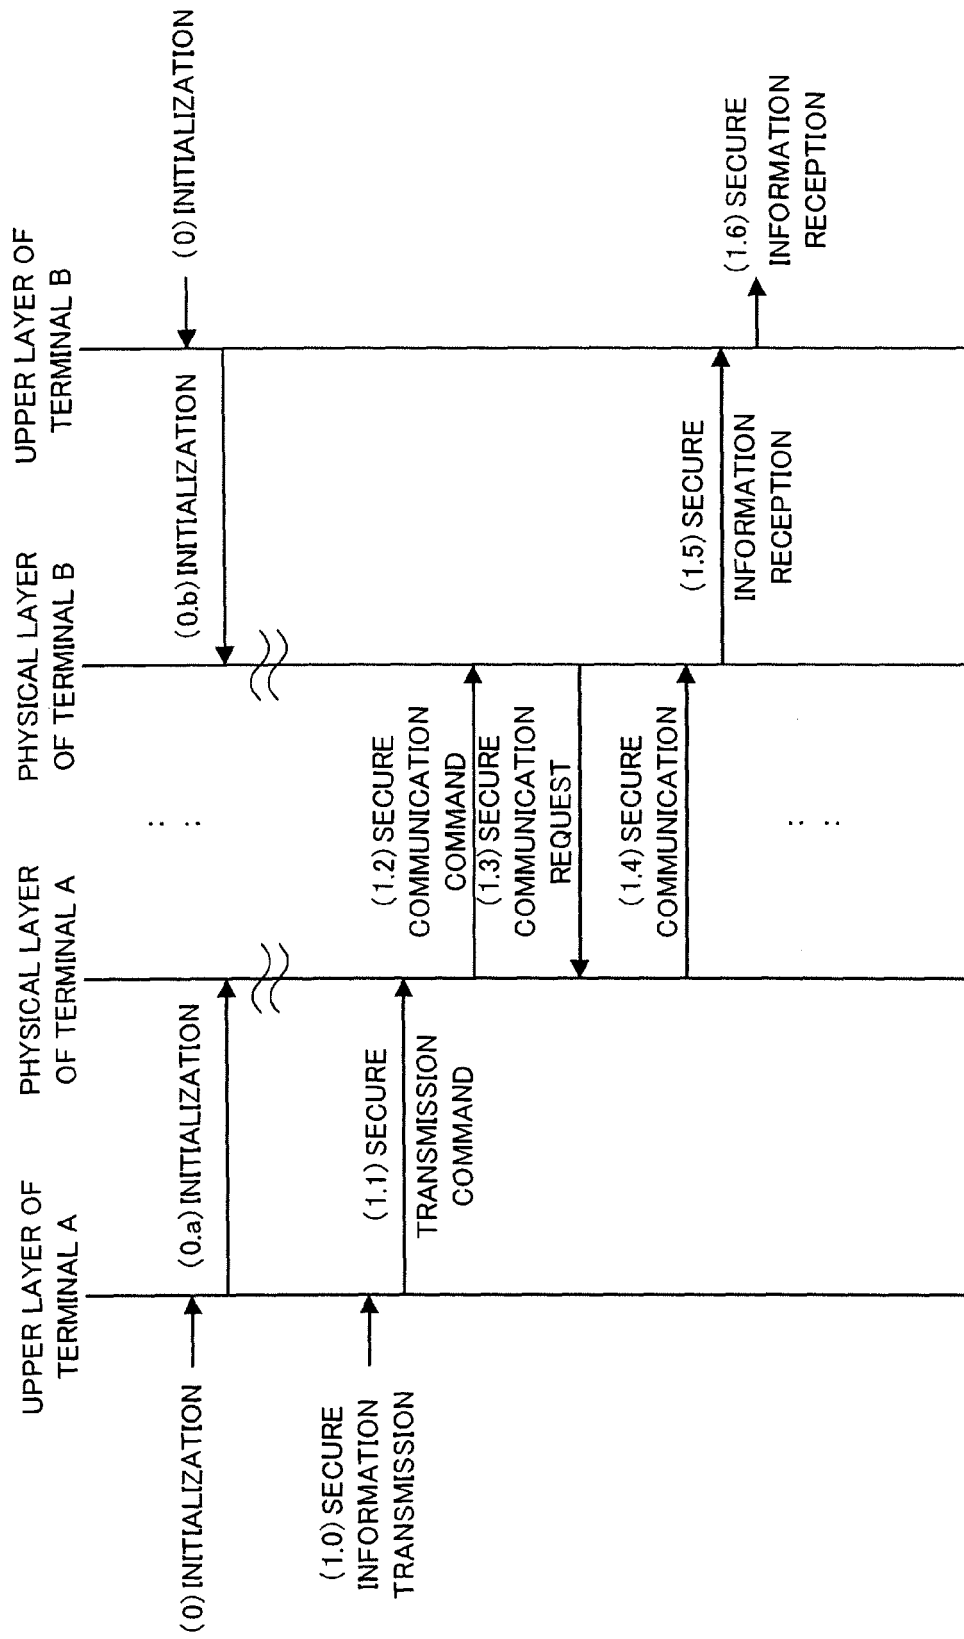 UPPER LAYER OF
TERMINAL A
PHYSICAL LAYER
OF TERMINAL A
PHYSICAL LAYER
OF TERMINAL B
UPPER LAYER OF
TERMINAL B
(0) INITIALIZATION
(0.a) INITIALIZATION
(0.b) INITIALIZATION
(0) INITIALIZATION
(1.0) SECURE
INFORMATION
TRANSMISSION
(1.1) SECURE
TRANSMISSION
COMMAND
(1.2) SECURE
COMMUNICATION
COMMAND
(1.3) SECURE
COMMUNICATION
REQUEST
(1.4) SECURE
COMMUNICATION
(1.5) SECURE
INFORMATION
RECEPTION
(1.6) SECURE
INFORMATION
RECEPTION